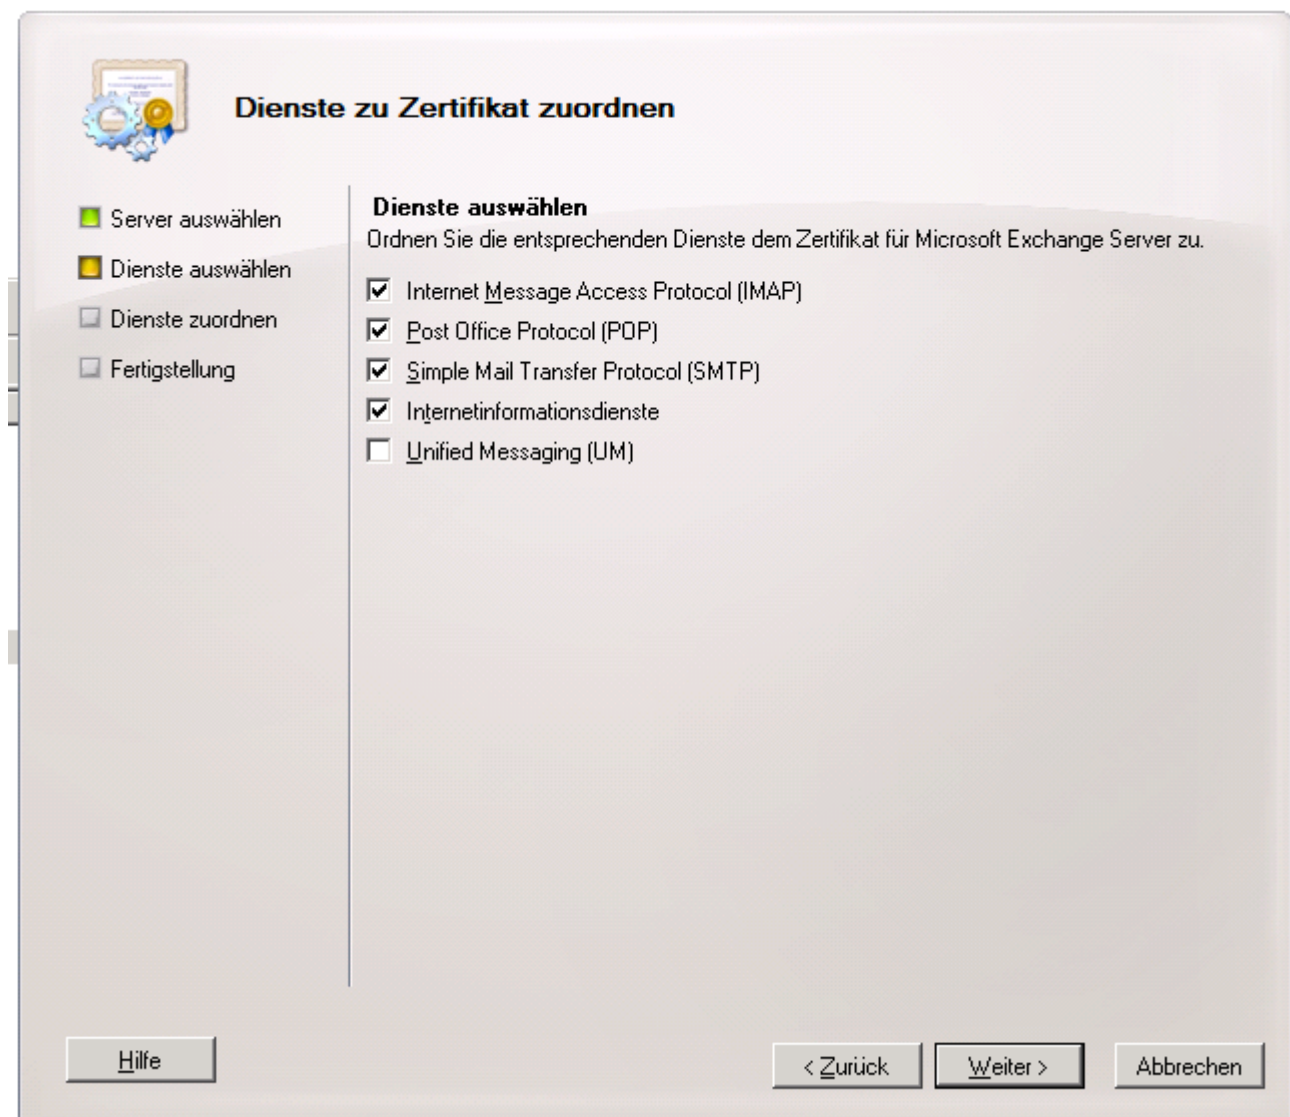 Dienste zu Zertifikat zuordnen
Server auswählen
Dienste auswählen
Dienste zuordnen
Fertigstellung
Dienste auswählen
Ordnen Sie die entsprechenden Dienste dem Zertifikat für Microsoft Exchange Server zu.
Internet Message Access Protocol (IMAP)
Post Office Protocol (POP)
Simple Mail Transfer Protocol (SMTP)
Internetinformationsdienste
Unified Messaging (UM)
Hilfe
< Zurück
Weiter >
Abbrechen